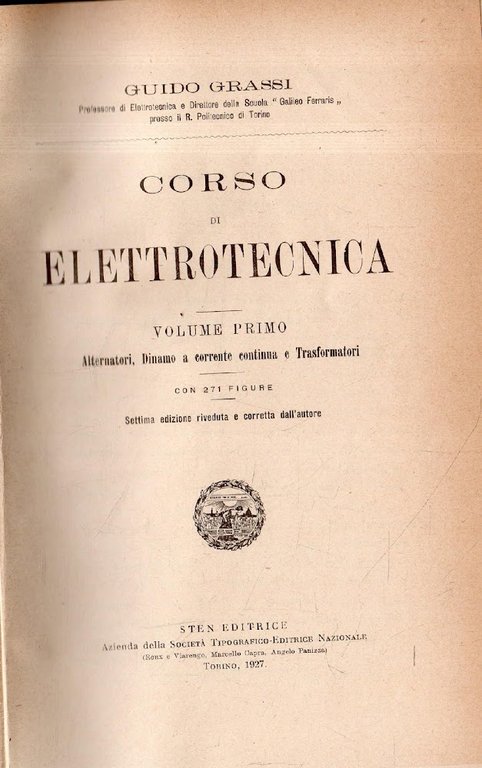 GUIDO GRASSI
Professore di Elettrotecnica e Direttore della Scuola "Galileo Ferraris„
presso il R. Politecnico di Torino
CORSO
DI
ELETTROTECNICA
VOLUME PRIMO
Alternatori, Dinamo a corrente continua e Trasformatori
CON 271 FIGURE
Settima edizione riveduta e corretta dall'autore
STEN EDITRICE
Azienda della SOCIETÀ TIPOGRAFICO-EDITRICE NAZIONALE
(Roux e Viarengo, Marcello Capra, Angelo Panizza)
TORINO, 1927.